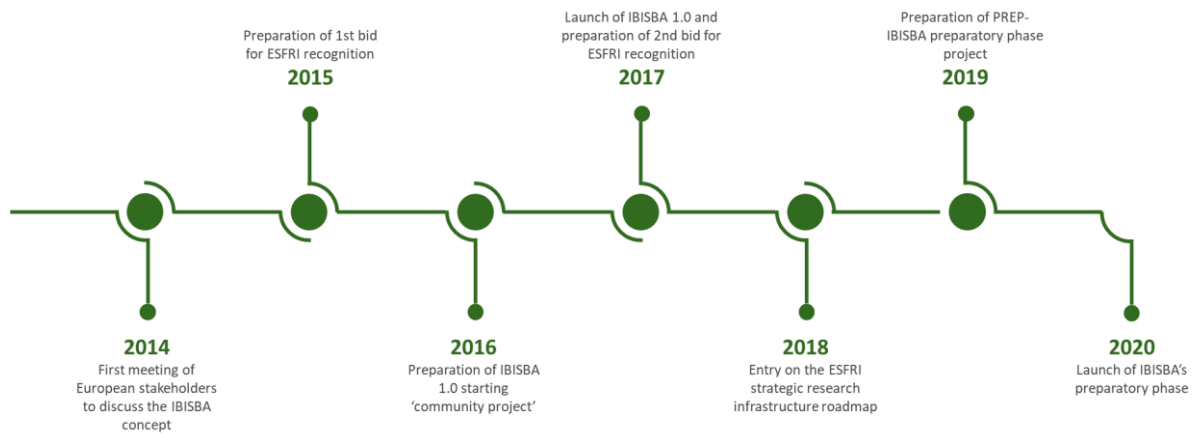 Preparation of 1st bid
for ESFRI recognition
2015
Launch of IBISBA 1.0 and
preparation of 2nd bid for
ESFRI recognition
2017
Preparation of PREP-
IBISBA preparatory phase
project
2019
2014
First meeting of
European stakeholders
to discuss the IBISBA
concept
2016
Preparation of IBISBA
1.0 starting
‘community project’
2018
Entry on the ESFRI
strategic research
infrastructure roadmap
2020
Launch of IBISBA’s
preparatory phase